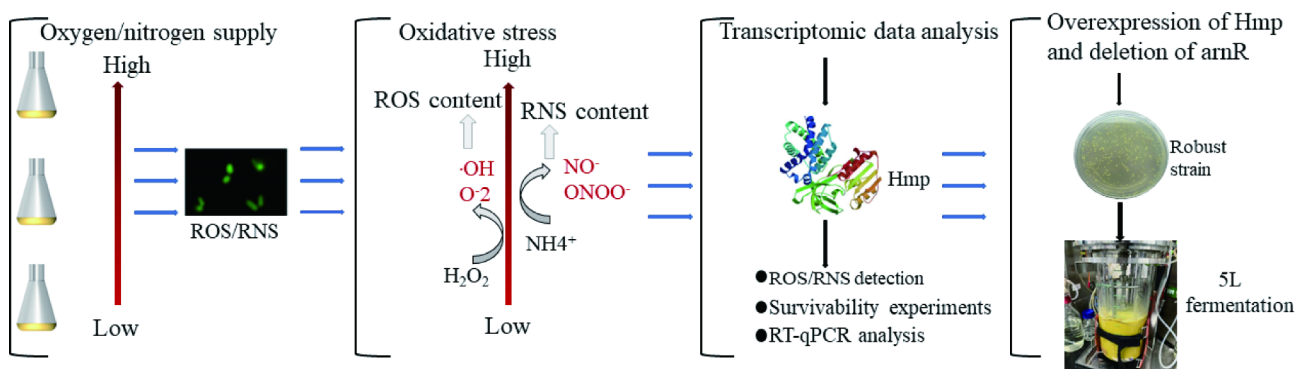 Oxygen/nitrogen supply
High
ROS/RNS
Low
Oxidative stress
High
ROS content
RNS content
·OH
O-2
NO-
ONOO-
H2O2
NH4+
Low
Transcriptomic data analysis
Hmp
●ROS/RNS detection
●Survivability experiments
●RT-qPCR analysis
Overexpression of Hmp
and deletion of arnR
Robust
strain
5L
fermentation